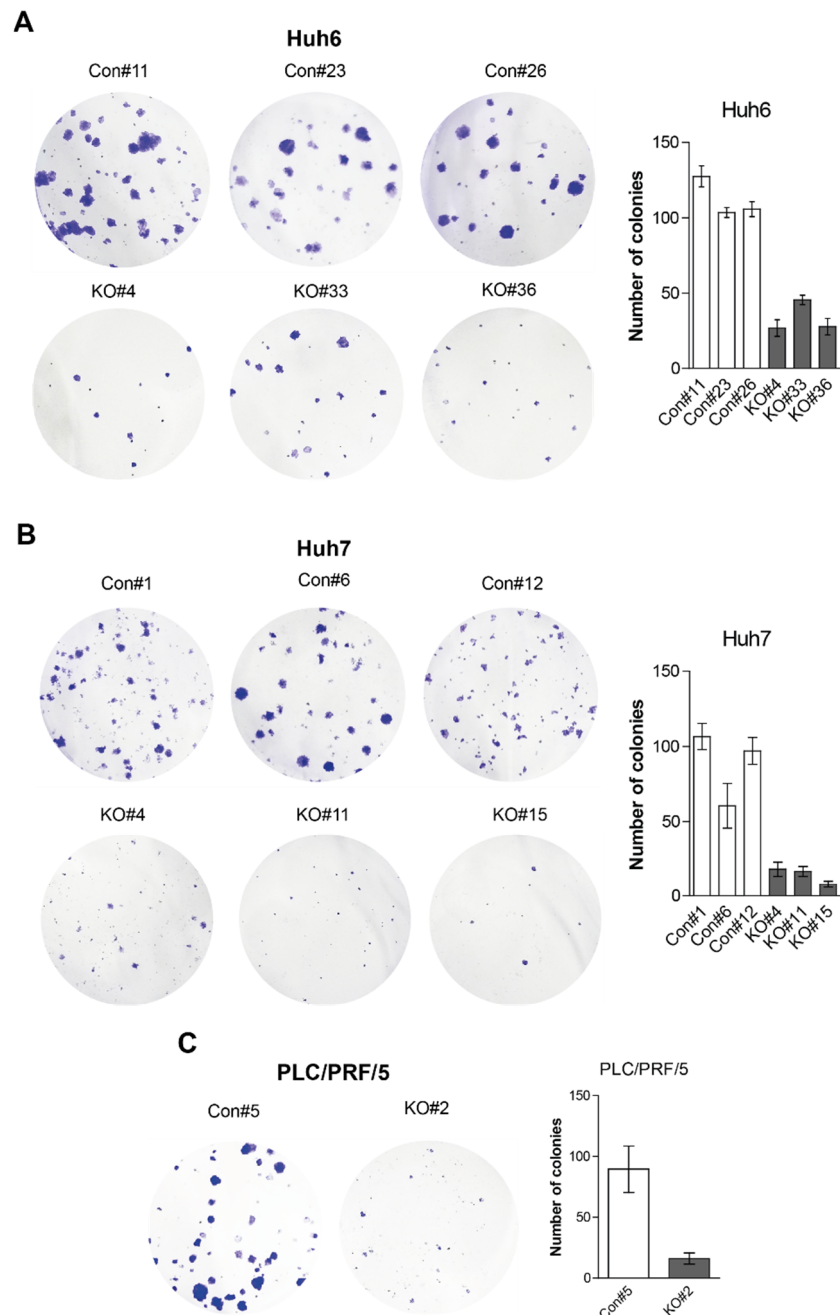 A
Huh6
Con#11 Con#23 Con#26
KO#4 KO#33 KO#36
Huh6
Number of colonies
150
100
50
0
Con#11 Con#23 Con#26 KO#4 KO#33 KO#36
B
Huh7
Con#1 Con#6 Con#12
KO#4 KO#11 KO#15
Huh7
Number of colonies
150
100
50
0
Con#1 Con#6 Con#12 KO#4 KO#11 KO#15
C
PLC/PRF/5
Con#5 KO#2
PLC/PRF/5
Number of colonies
150
100
50
0
Con#5 KO#2